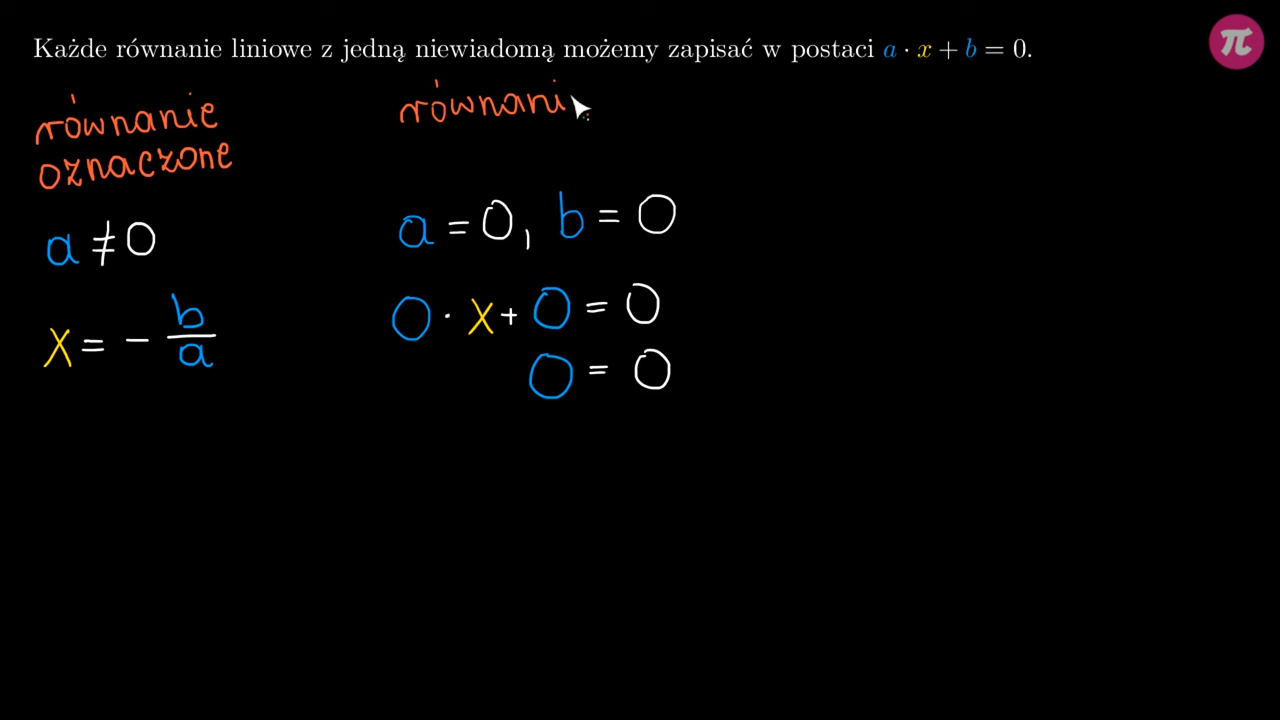 Każde równanie liniowe z jedną niewiadomą możemy zapisać w postaci a · x + b = 0.
π
równanie
oznaczone
a ≠ 0
x = - b/a
równani
a = 0, b = 0
0 · x + 0 = 0
0 = 0